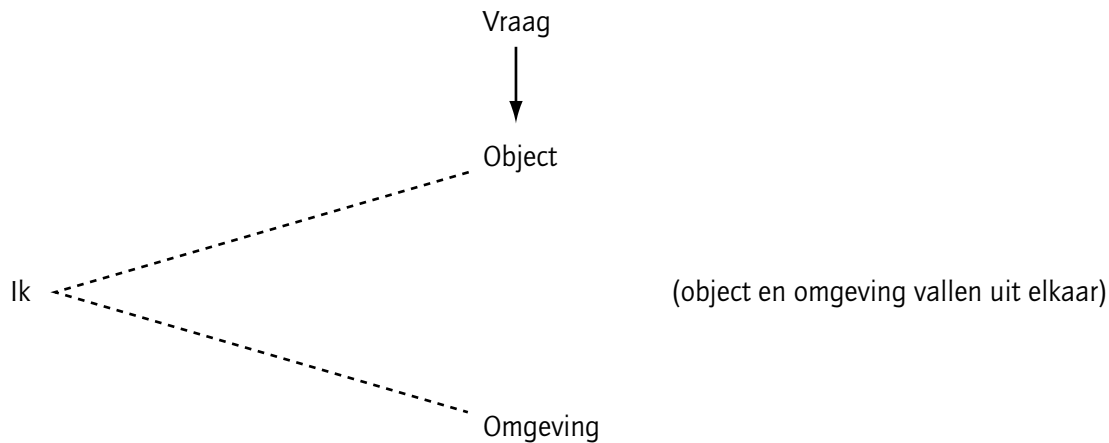 Vraag
Object
Ik
(object en omgeving vallen uit elkaar)
Omgeving